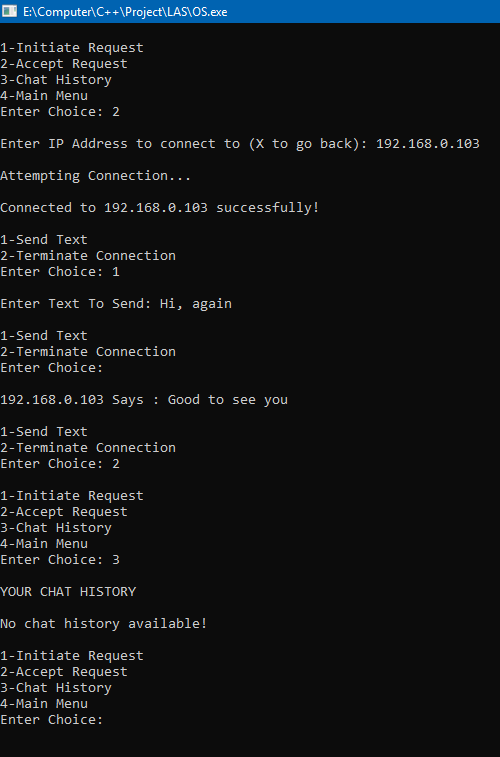 E:\Computer\C++\Project\LAS\OS.exe
1-Initiate Request
2-Accept Request
3-Chat History
4-Main Menu
Enter Choice: 2
Enter IP Address to connect to (X to go back): 192.168.0.103
Attempting Connection...
Connected to 192.168.0.103 successfully!
1-Send Text
2-Terminate Connection
Enter Choice: 1
Enter Text To Send: Hi, again
1-Send Text
2-Terminate Connection
Enter Choice:
192.168.0.103 Says : Good to see you
1-Send Text
2-Terminate Connection
Enter Choice: 2
1-Initiate Request
2-Accept Request
3-Chat History
4-Main Menu
Enter Choice: 3
YOUR CHAT HISTORY
No chat history available!
1-Initiate Request
2-Accept Request
3-Chat History
4-Main Menu
Enter Choice: